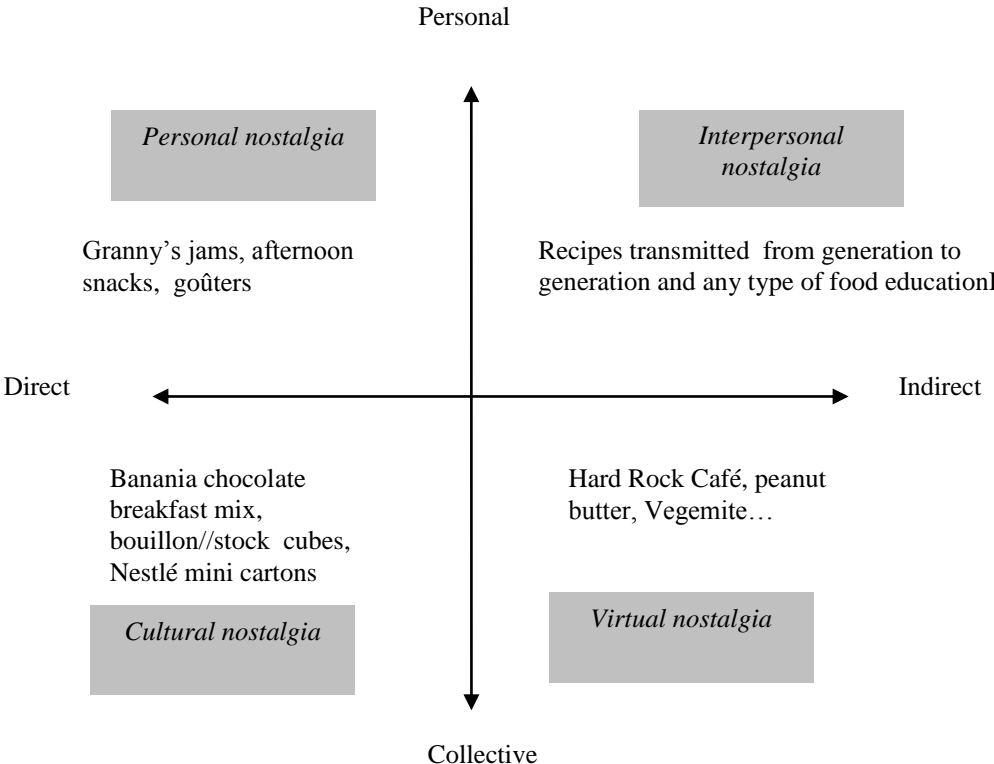 Personal
Personal nostalgia
Interpersonal
nostalgia
Granny’s jams, afternoon
snacks, goûters
Recipes transmitted from generation to
generation and any type of food educationl
Direct
Indirect
Banania chocolate
breakfast mix,
bouillon//stock cubes,
Nestlé mini cartons
Hard Rock Café, peanut
butter, Vegemite…
Cultural nostalgia
Virtual nostalgia
Collective